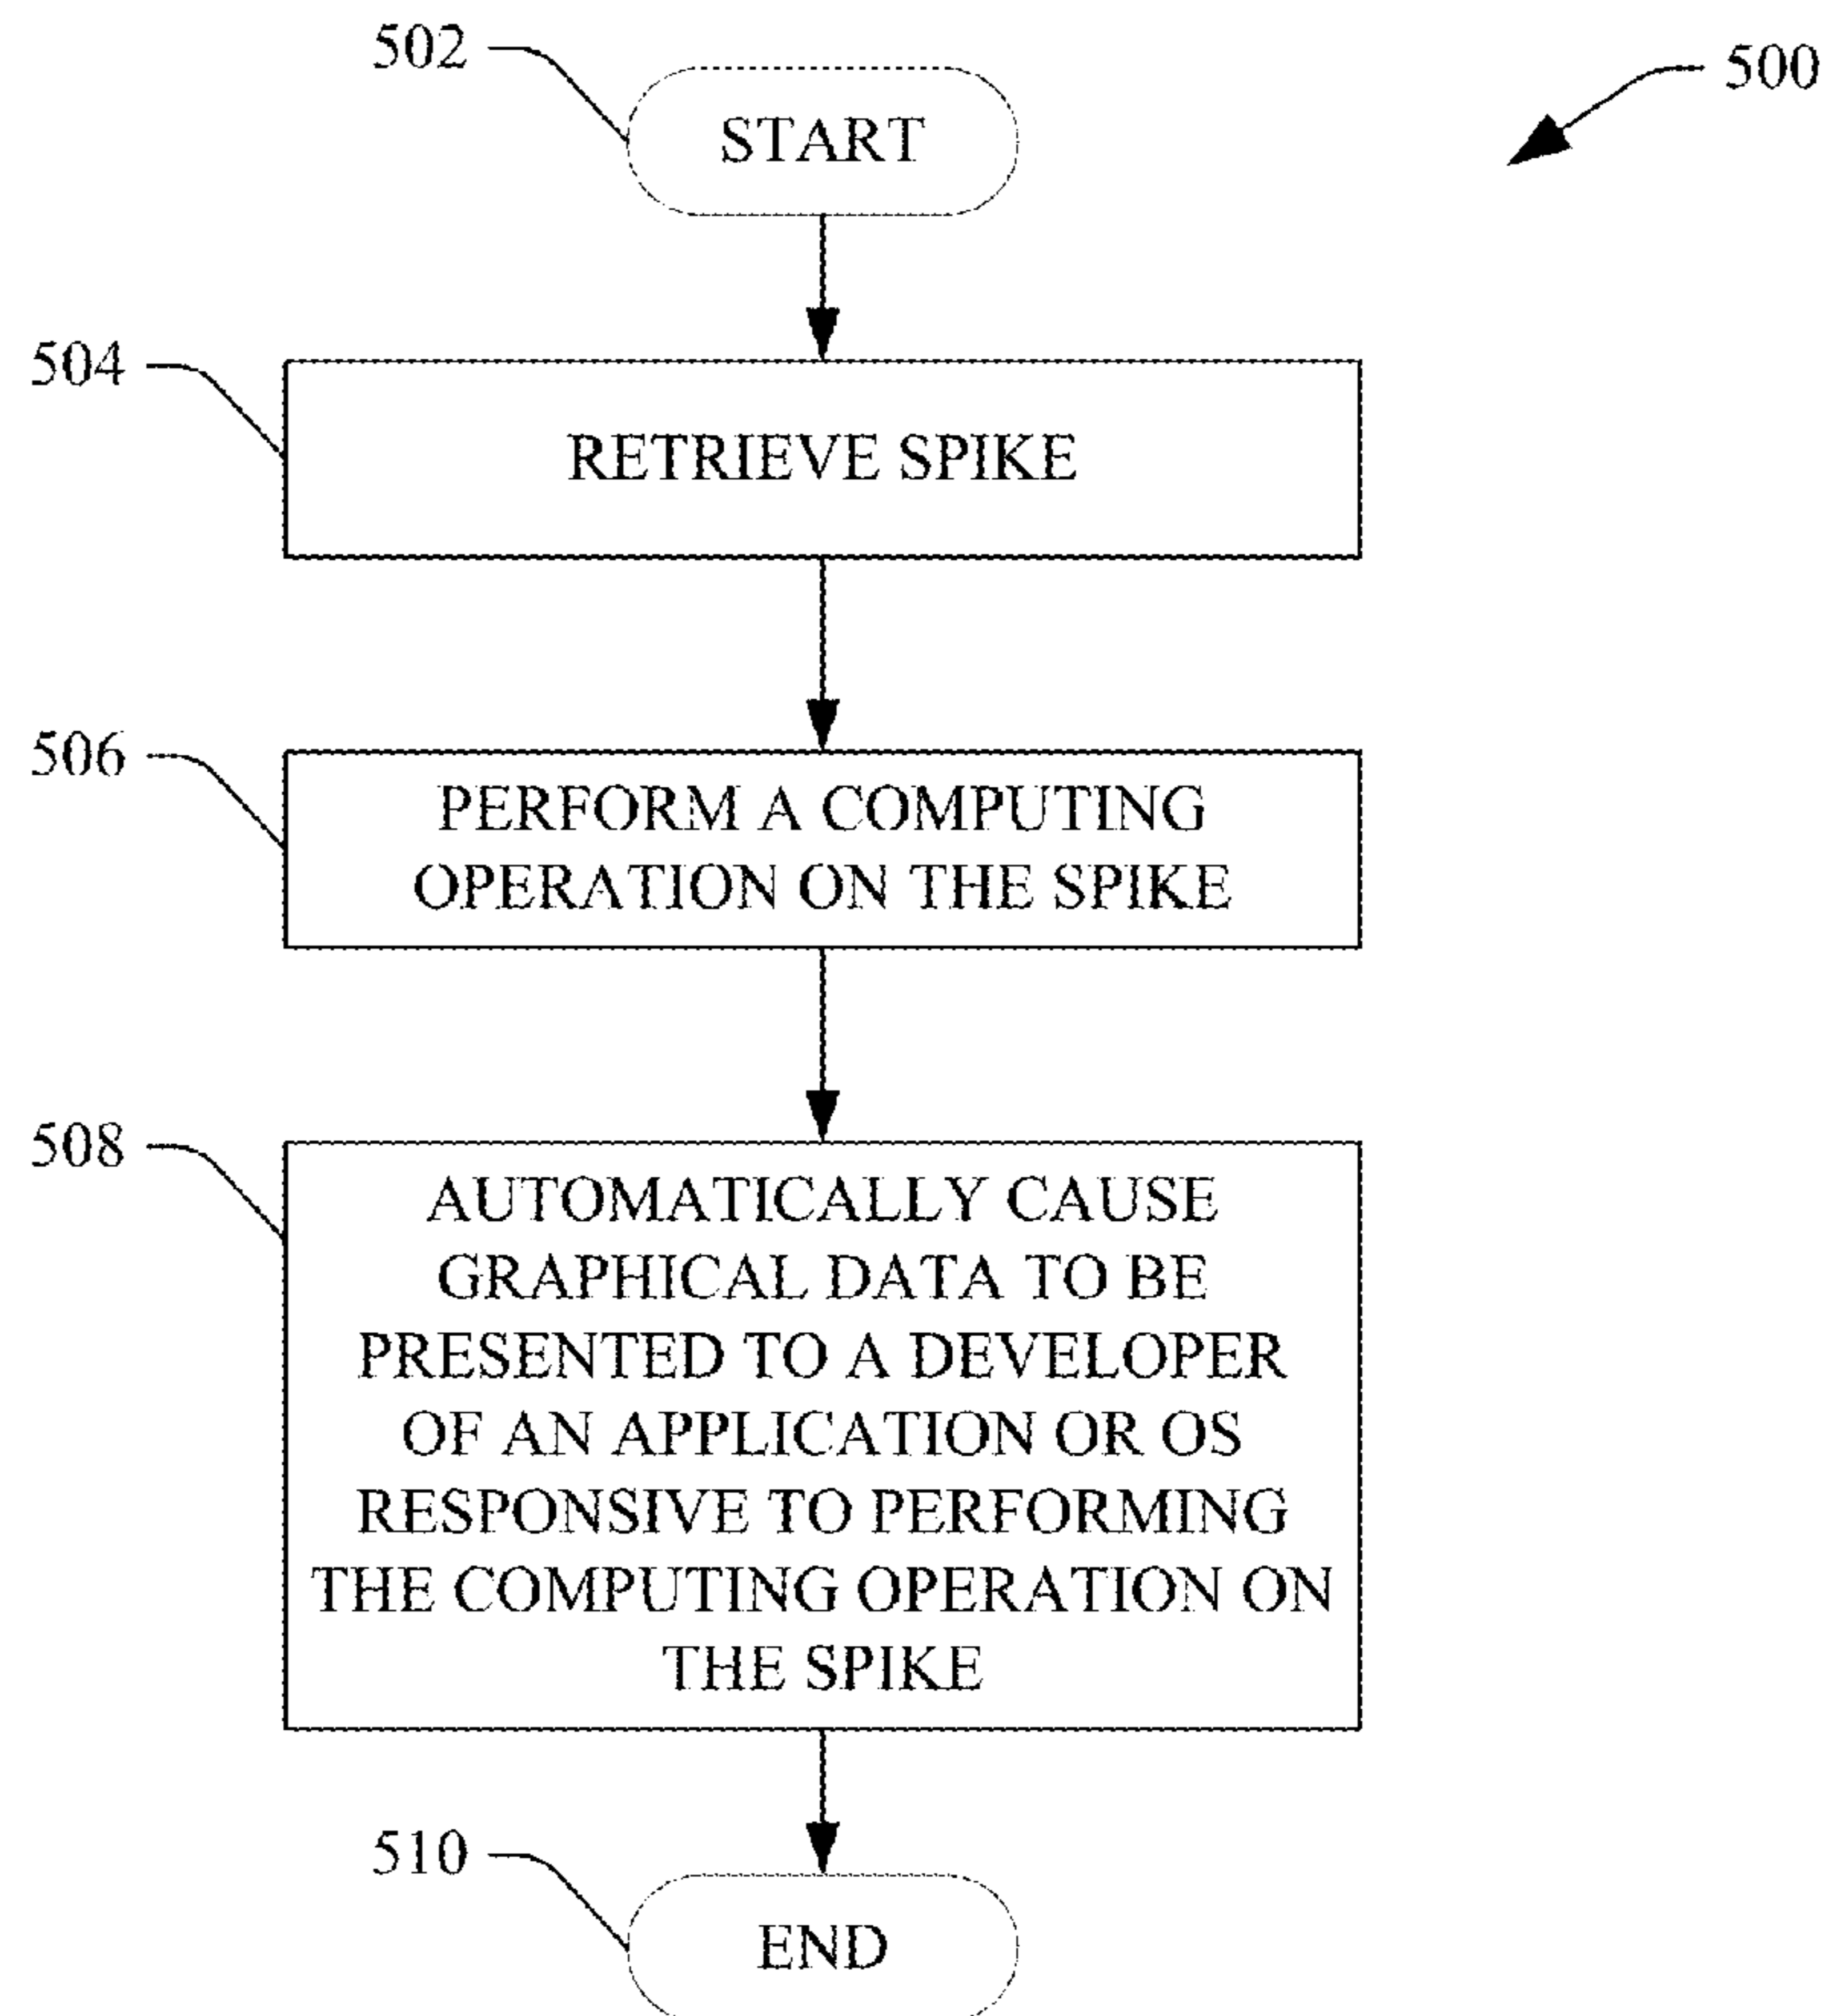 502
START
500
504
RETRIEVE SPIKE
506
PERFORM A COMPUTING
OPERATION ON THE SPIKE
508
AUTOMATICALLY CAUSE
GRAPHICAL DATA TO BE
PRESENTED TO A DEVELOPER
OF AN APPLICATION OR OS
RESPONSIVE TO PERFORMING
THE COMPUTING OPERATION ON
THE SPIKE
510
END